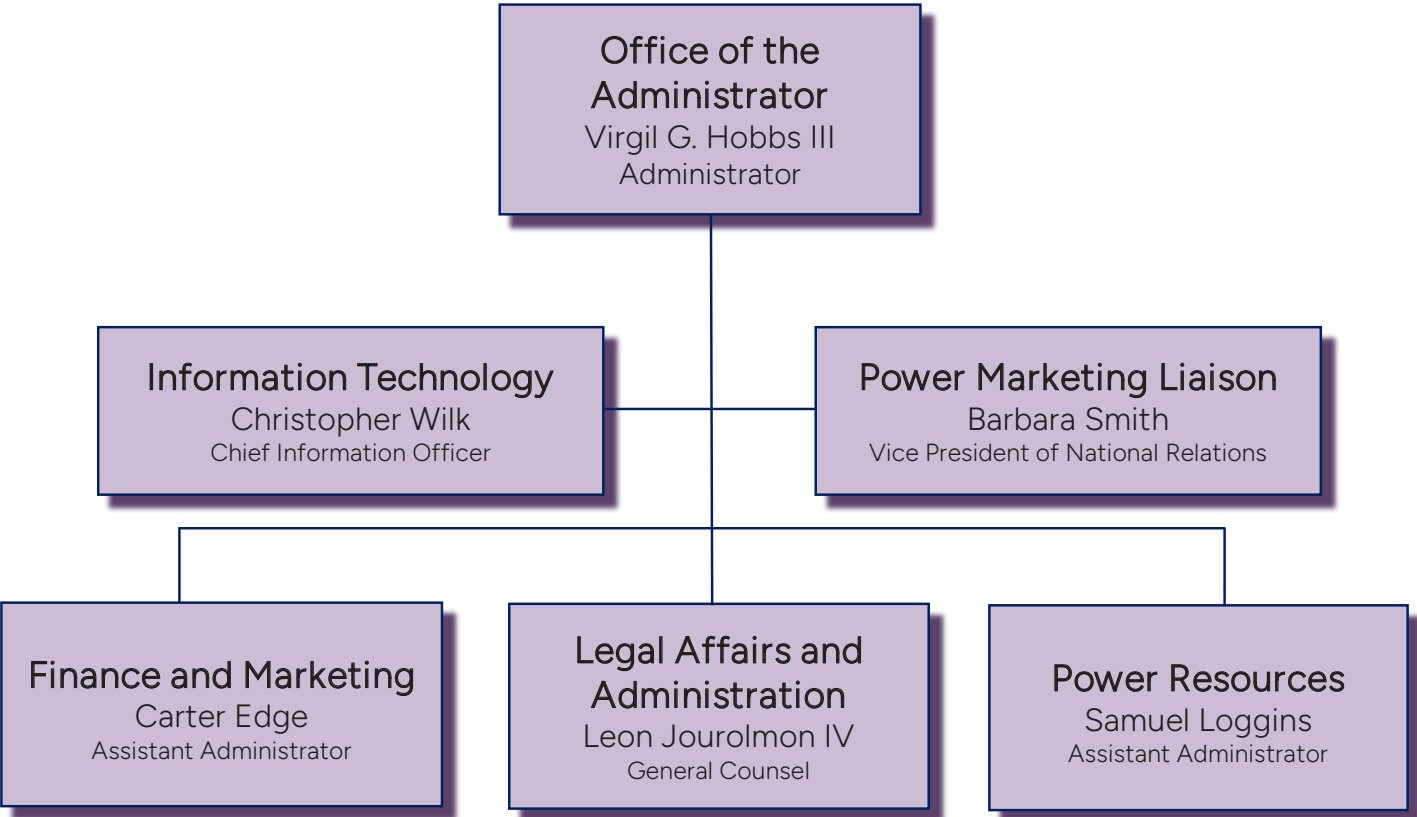 Office of the
Administrator
Virgil G. Hobbs III
Administrator
Information Technology
Christopher Wilk
Chief Information Officer
Power Marketing Liaison
Barbara Smith
Vice President of National Relations
Finance and Marketing
Carter Edge
Assistant Administrator
Legal Affairs and
Administration
Leon Jourolmon IV
General Counsel
Power Resources
Samuel Loggins
Assistant Administrator